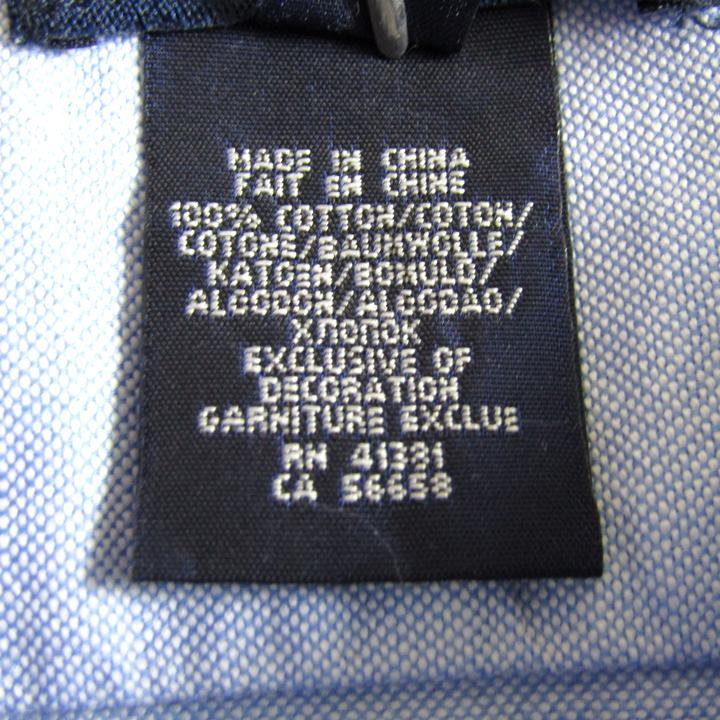 MADE IN CHINA
FAIT EN CHINE
100% COTTON/COTON/
COTONE/BAUMWOLLE/
KATOEN/BOMULD/
ALGODON/ALGODAO/
ХЛОПОК
EXCLUSIVE OF
DECORATION
GARNITURE EXCLUE
RN 41381
CA 56658